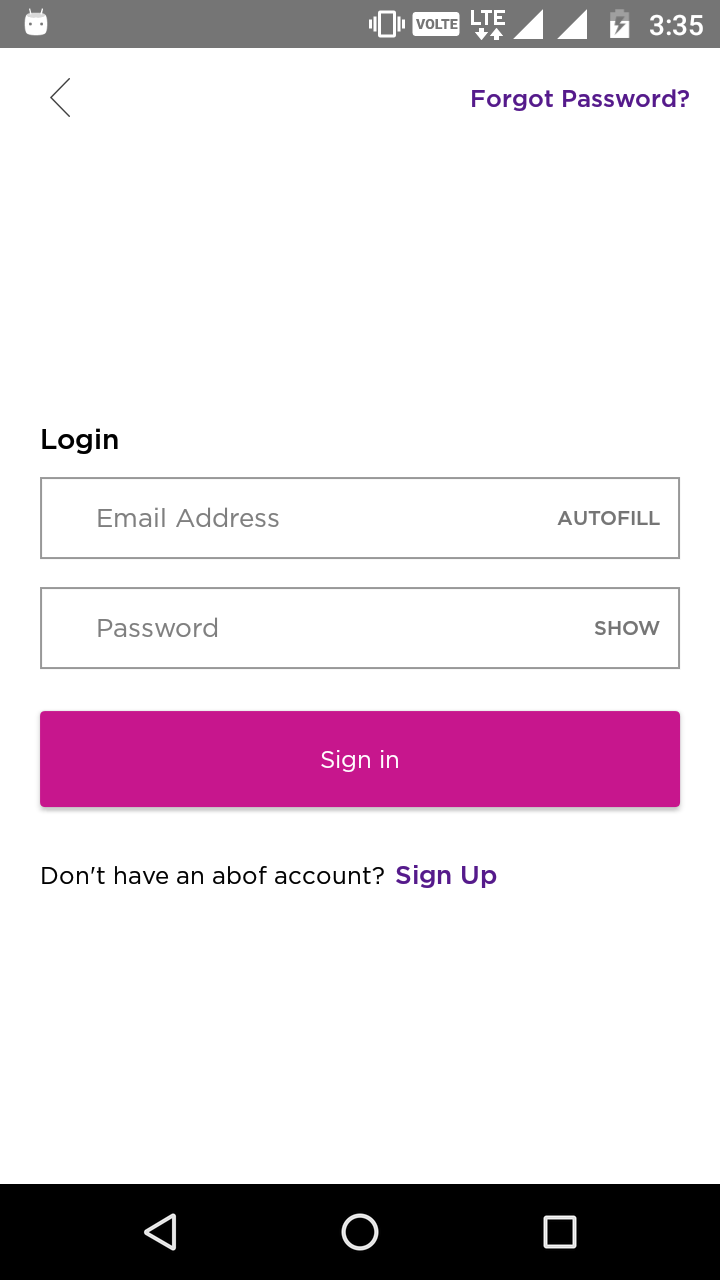 VOLTE LTE 3:35
Forgot Password?
Login
Email Address AUTOFILL
Password SHOW
Sign in
Don't have an abof account? Sign Up